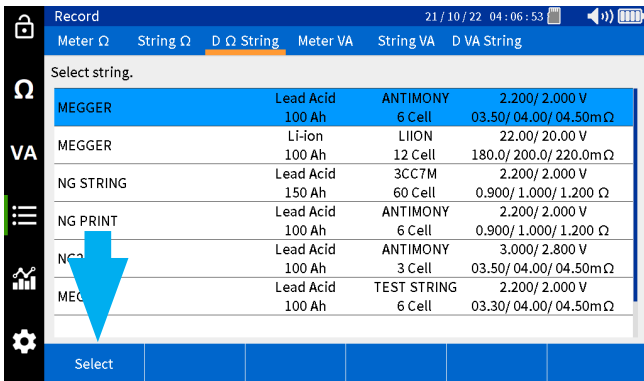 Record 21/10/22 04:06:53
Meter Ω String Ω D Ω String Meter VA String VA D VA String
Select string.
Ω
VA
MEGGER Lead Acid ANTIMONY 2.200/ 2.000 V
100 Ah 6 Cell 03.50/ 04.00/ 04.50mΩ
MEGGER Li-ion LIION 22.00/ 20.00 V
100 Ah 12 Cell 180.0/ 200.0/ 220.0mΩ
NG STRING Lead Acid 3CC7M 2.200/ 2.000 V
150 Ah 60 Cell 0.900/ 1.000/ 1.200 Ω
NG PRINT Lead Acid ANTIMONY 2.200/ 2.000 V
100 Ah 6 Cell 0.900/ 1.000/ 1.200 Ω
Lead Acid ANTIMONY 3.000/ 2.800 V
100 Ah 3 Cell 03.50/ 04.00/ 04.50mΩ
Lead Acid TEST STRING 2.200/ 2.000 V
100 Ah 6 Cell 03.30/ 04.00/ 04.50mΩ
Select